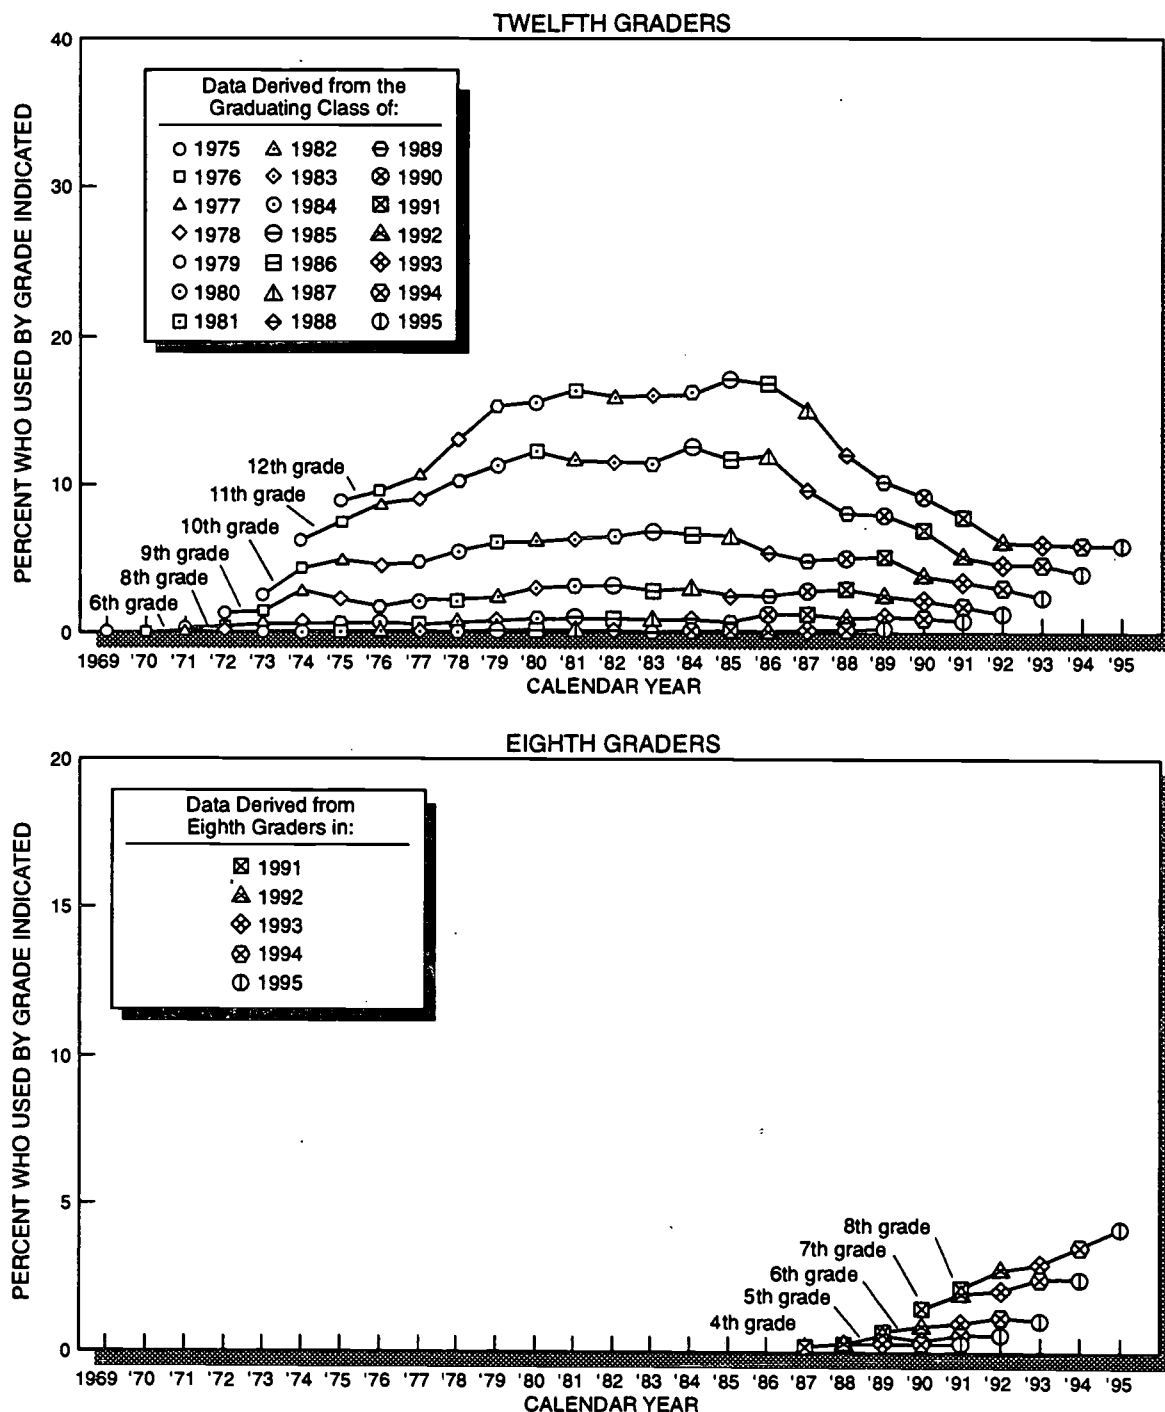 TWELFTH GRADERS
40
30
20
10
0
PERCENT WHO USED BY GRADE INDICATED
Data Derived from the
Graduating Class of:
1975 1982 1989
1976 1983 1990
1977 1984 1991
1978 1985 1992
1979 1986 1993
1980 1987 1994
1981 1988 1995
12th grade
11th grade
10th grade
9th grade
8th grade
6th grade
1969 '70 '71 '72 '73 '74 '75 '76 '77 '78 '79 '80 '81 '82 '83 '84 '85 '86 '87 '88 '89 '90 '91 '92 '93 '94 '95
CALENDAR YEAR
EIGHTH GRADERS
20
15
10
5
0
PERCENT WHO USED BY GRADE INDICATED
Data Derived from
Eighth Graders in:
1991
1992
1993
1994
1995
8th grade
7th grade
6th grade
5th grade
4th grade
1969 '70 '71 '72 '73 '74 '75 '76 '77 '78 '79 '80 '81 '82 '83 '84 '85 '86 '87 '88 '89 '90 '91 '92 '93 '94 '95
CALENDAR YEAR